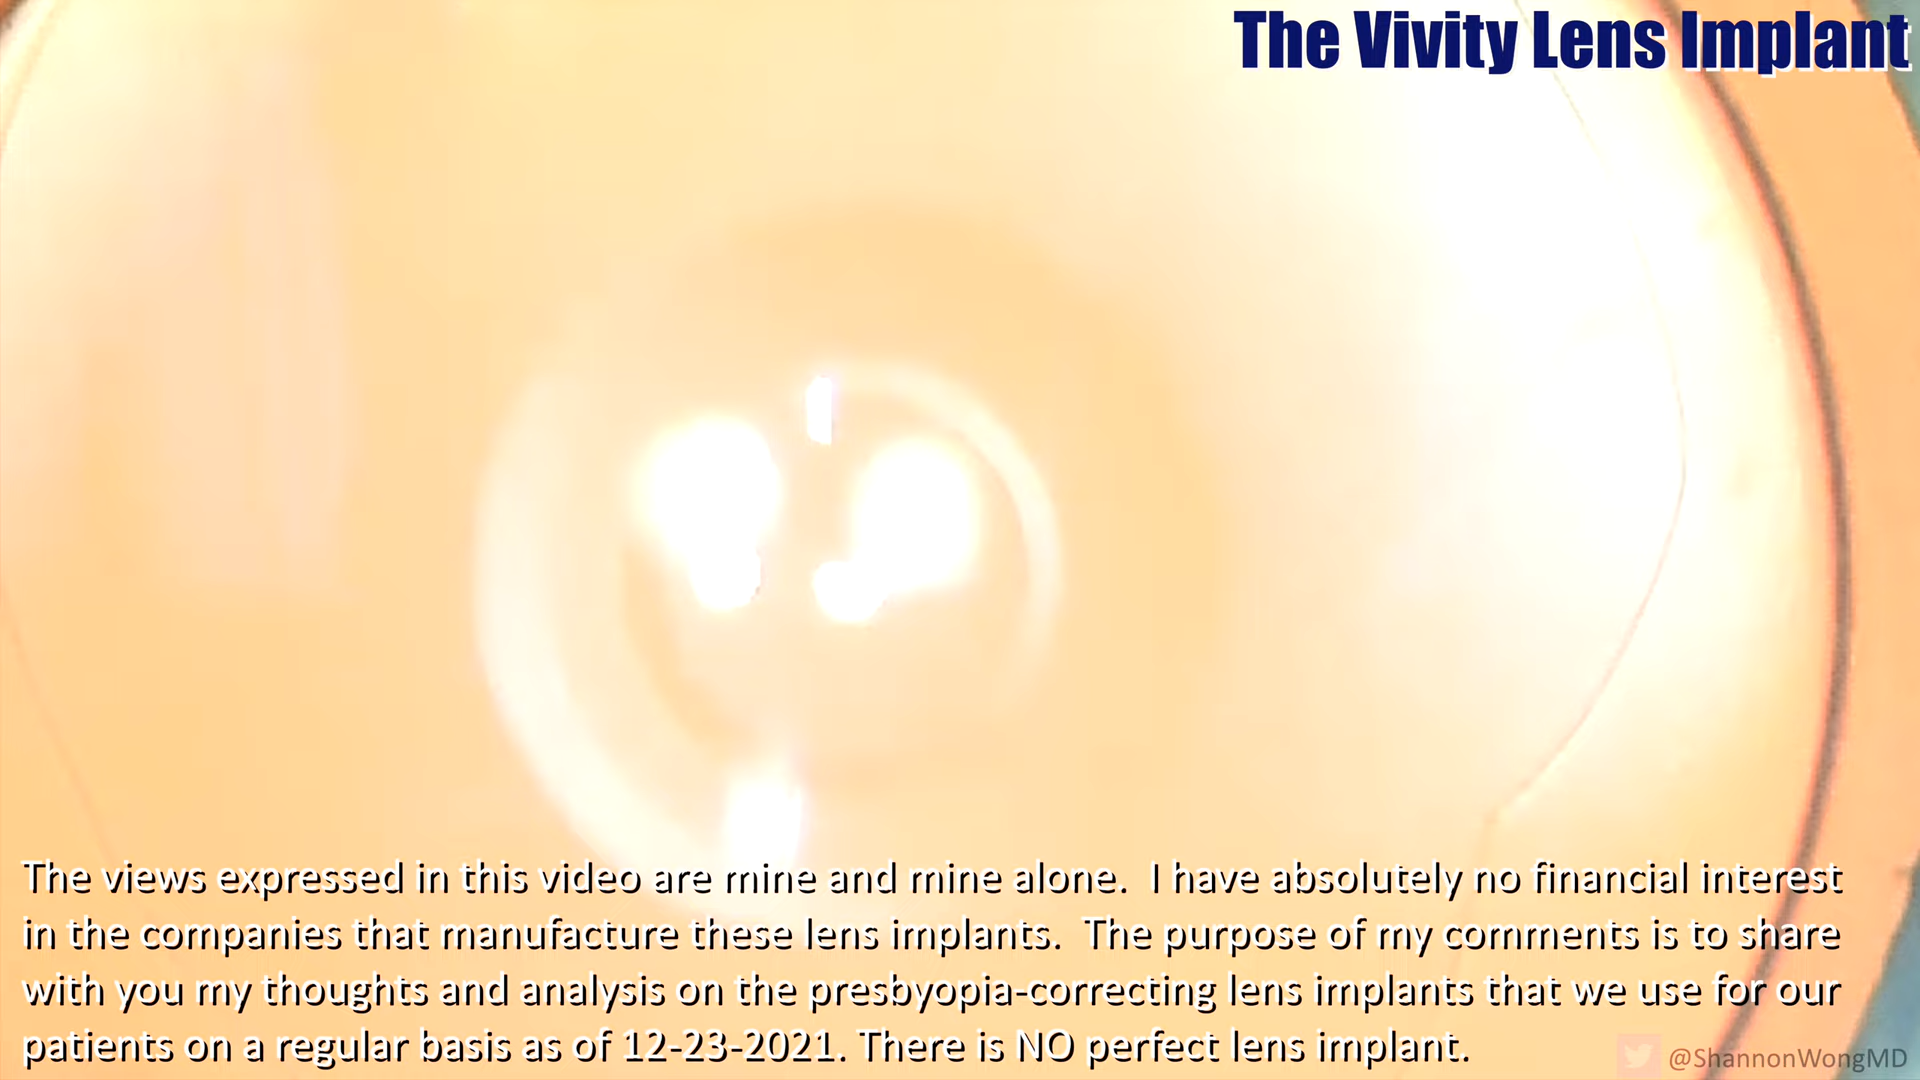 The Vivity Lens Implant
The views expressed in this video are mine and mine alone.  I have absolutely no financial interest
in the companies that manufacture these lens implants.  The purpose of my comments is to share
with you my thoughts and analysis on the presbyopia-correcting lens implants that we use for our
patients on a regular basis as of 12-23-2021. There is NO perfect lens implant.
@ShannonWongMD